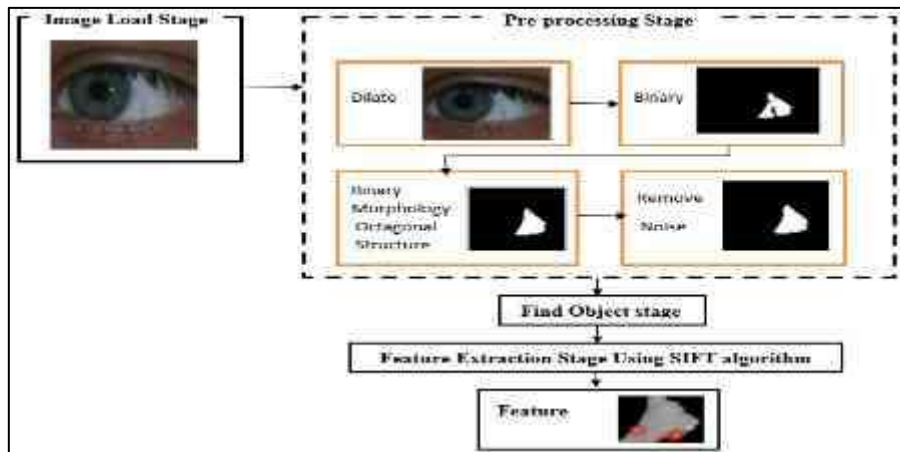 Image Load Stage
Pre-processing Stage
Dilate
Binary
Binary
Morphology
Octagonal
Structure
Remove
Noise
Find Object stage
Feature Extraction Stage Using SIFT algorithm
Feature